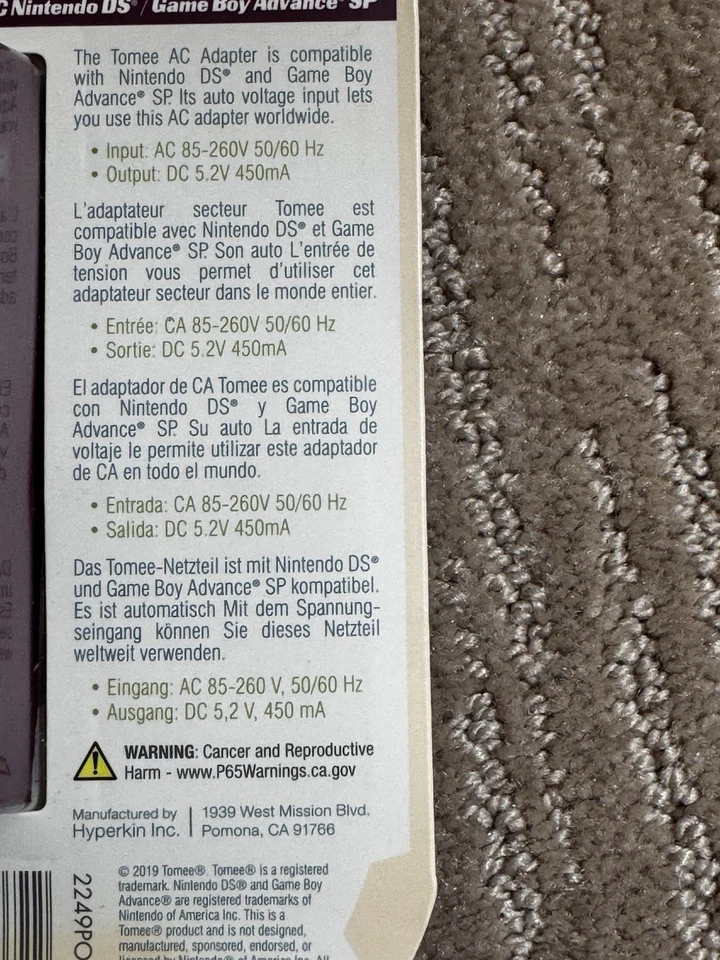 C Nintendo DS® / Game Boy Advance® SP
The Tomee AC Adapter is compatible
with Nintendo DS® and Game Boy
Advance® SP. Its auto voltage input lets
you use this AC adapter worldwide.
• Input: AC 85-260V 50/60 Hz
• Output: DC 5.2V 450mA
L'adaptateur secteur Tomee est
compatible avec Nintendo DS® et Game
Boy Advance® SP. Son auto L'entrée de
tension vous permet d'utiliser cet
adaptateur secteur dans le monde entier.
• Entrée: CA 85-260V 50/60 Hz
• Sortie: DC 5.2V 450mA
El adaptador de CA Tomee es compatible
con Nintendo DS® y Game Boy
Advance® SP. Su auto La entrada de
voltaje le permite utilizar este adaptador
de CA en todo el mundo.
• Entrada: CA 85-260V 50/60 Hz
• Salida: DC 5.2V 450mA
Das Tomee-Netzteil ist mit Nintendo DS®
und Game Boy Advance® SP kompatibel.
Es ist automatisch Mit dem Spannung-
seingang können Sie dieses Netzteil
weltweit verwenden.
• Eingang: AC 85-260 V, 50/60 Hz
• Ausgang: DC 5,2 V, 450 mA
WARNING: Cancer and Reproductive
Harm - www.P65Warnings.ca.gov
Manufactured by
Hyperkin Inc.
1939 West Mission Blvd.
Pomona, CA 91766
2249PO
© 2019 Tomee®. Tomee® is a registered
trademark. Nintendo DS® and Game Boy
Advance® are registered trademarks of
Nintendo of America Inc. This is a
Tomee® product and is not designed,
manufactured, sponsored, endorsed, or
licensed by Nintendo® of America Inc. All